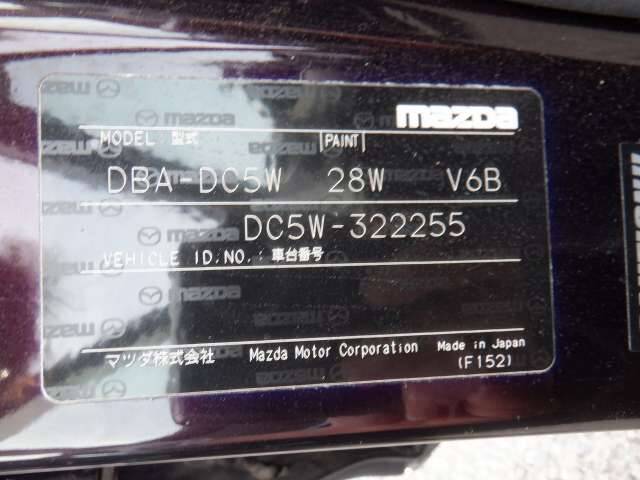 mazda
MODEL 型式 PAINT
DBA-DC5W 28W V6B
DC5W-322255
VEHICLE ID.NO.: 車台番号
マツダ株式会社 Mazda Motor Corporation Made in Japan
(F152)